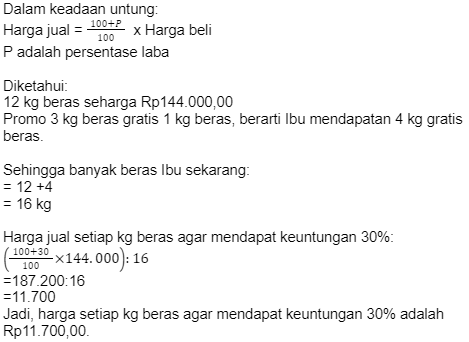 Dalam keadaan untung:
Harga jual = \frac{100+P}{100} x Harga beli
P adalah persentase laba
Diketahui:
12 kg beras seharga Rp144.000,00
Promo 3 kg beras gratis 1 kg beras, berarti Ibu mendapatan 4 kg gratis
beras.
Sehingga banyak beras Ibu sekarang:
= 12 +4
= 16 kg
Harga jual setiap kg beras agar mendapat keuntungan 30%:
(\frac{100+30}{100}×144.000): 16
=187.200:16
=11.700
Jadi, harga setiap kg beras agar mendapat keuntungan 30% adalah
Rp11.700,00.